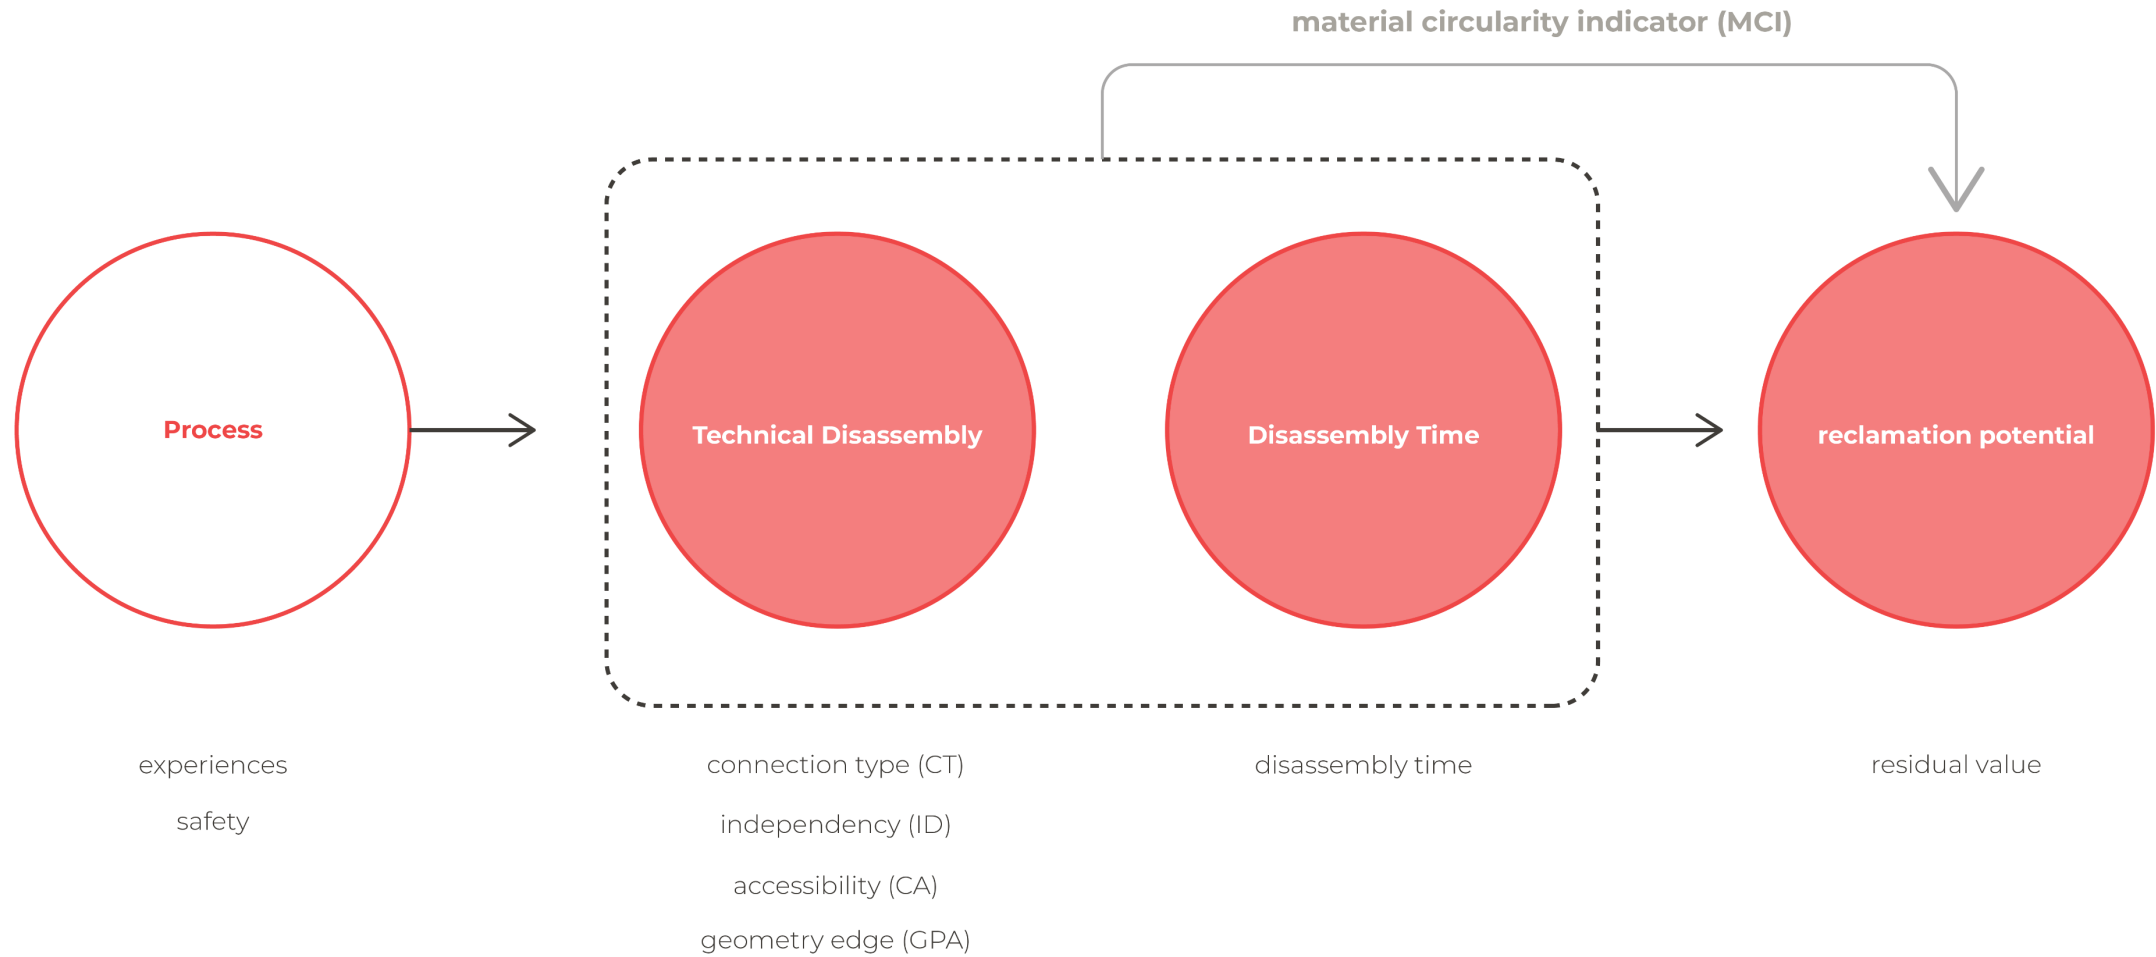 material circularity indicator (MCI)
Process
Technical Disassembly
Disassembly Time
reclamation potential
experiences
safety
connection type (CT)
independency (ID)
accessibility (CA)
geometry edge (GPA)
disassembly time
residual value